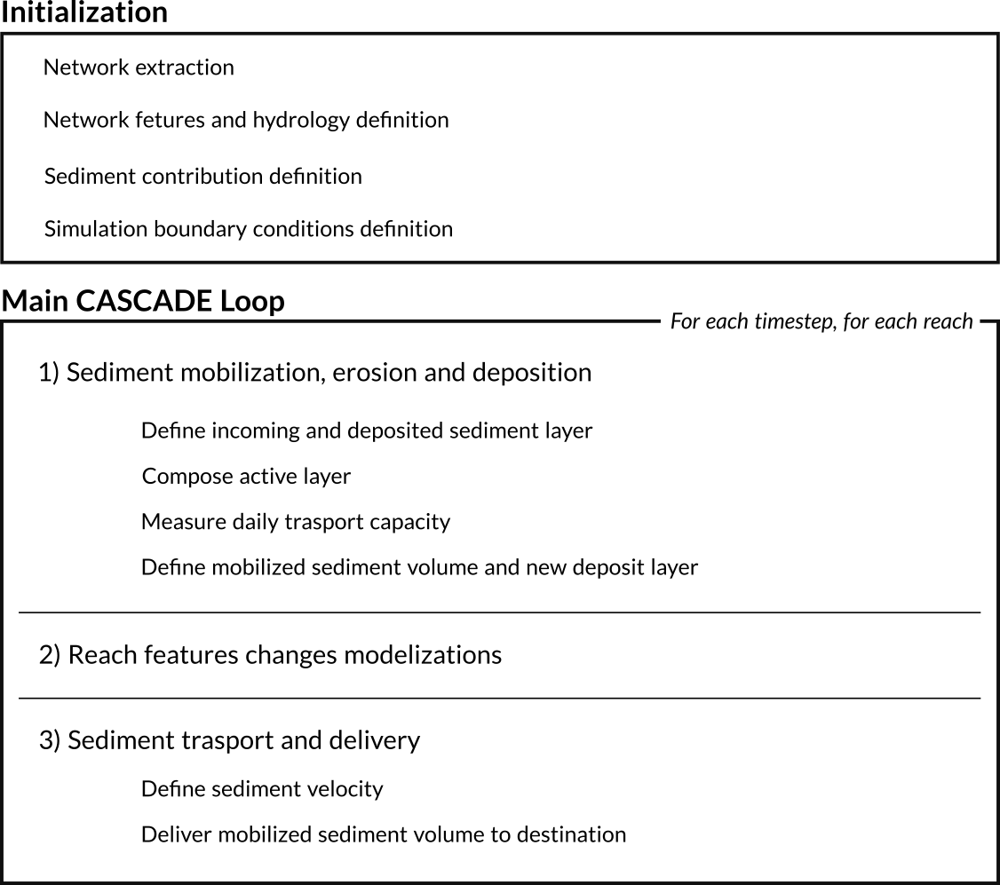 Initialization
Network extraction
Network fetures and hydrology definition
Sediment contribution definition
Simulation boundary conditions definition
Main CASCADE Loop
For each timestep, for each reach
1) Sediment mobilization, erosion and deposition
Define incoming and deposited sediment layer
Compose active layer
Measure daily trasport capacity
Define mobilized sediment volume and new deposit layer
2) Reach features changes modelizations
3) Sediment trasport and delivery
Define sediment velocity
Deliver mobilized sediment volume to destination